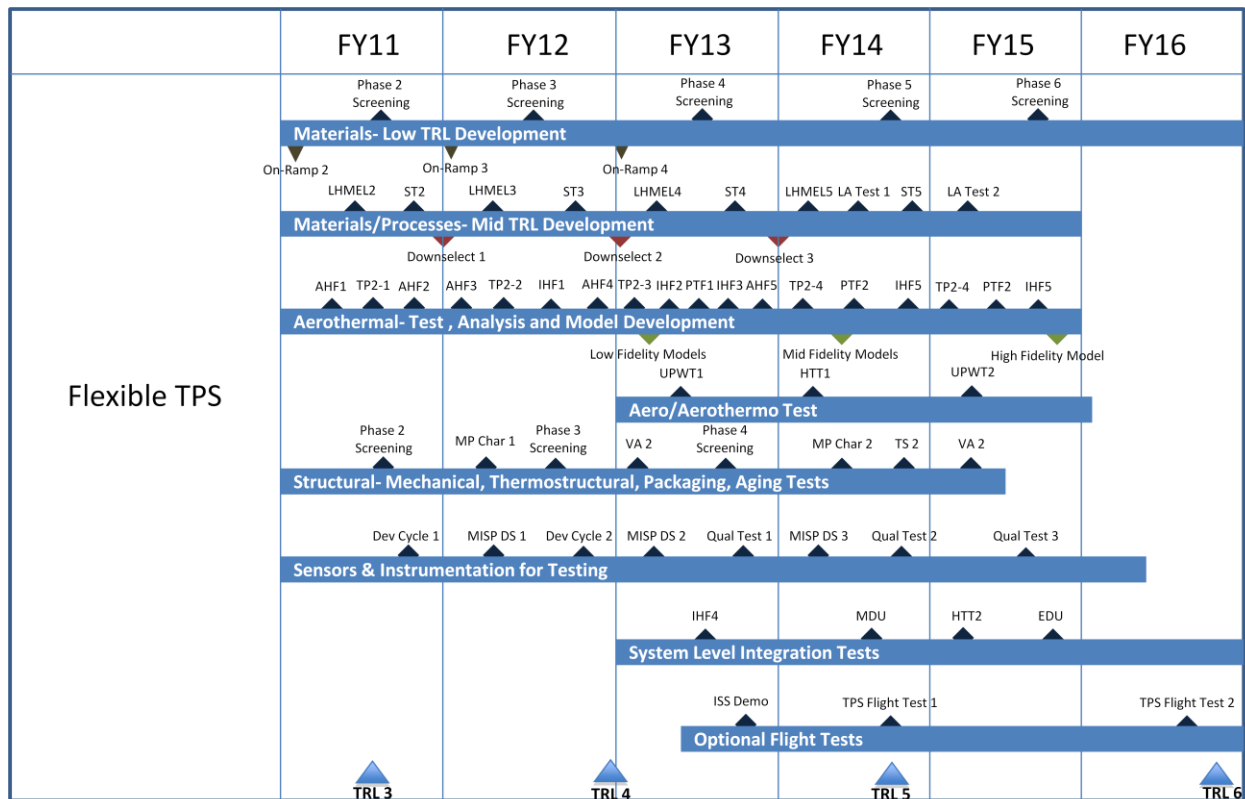 FY11 FY12 FY13 FY14 FY15 FY16
Flexible TPS
Phase 2 Screening
Phase 3 Screening
Phase 4 Screening
Phase 5 Screening
Phase 6 Screening
Materials- Low TRL Development
On-Ramp 2
On-Ramp 3
On-Ramp 4
LHMEL2 ST2 LHMEL3 ST3 LHMEL4 ST4 LHMEL5 LA Test 1 ST5 LA Test 2
Materials/Processes- Mid TRL Development
Downselect 1
Downselect 2
Downselect 3
AHF1 TP2-1 AHF2 AHF3 TP2-2 IHF1 AHF4 TP2-3 IHF2 PTF1 IHF3 AHF5 TP2-4 PTF2 IHF5 TP2-4 PTF2 IHF5
Aerothermal- Test , Analysis and Model Development
Low Fidelity Models
Mid Fidelity Models
High Fidelity Model
UPWT1 HTT1 UPWT2
Aero/Aerothermo Test
Phase 2 Screening
MP Char 1
Phase 3 Screening
VA 2
Phase 4 Screening
MP Char 2
TS 2
VA 2
Structural- Mechanical, Thermostructural, Packaging, Aging Tests
Dev Cycle 1 MISP DS 1 Dev Cycle 2 MISP DS 2 Qual Test 1 MISP DS 3 Qual Test 2 Qual Test 3
Sensors & Instrumentation for Testing
IHF4 MDU HTT2 EDU
System Level Integration Tests
ISS Demo TPS Flight Test 1 TPS Flight Test 2
Optional Flight Tests
TRL 3 TRL 4 TRL 5 TRL 6